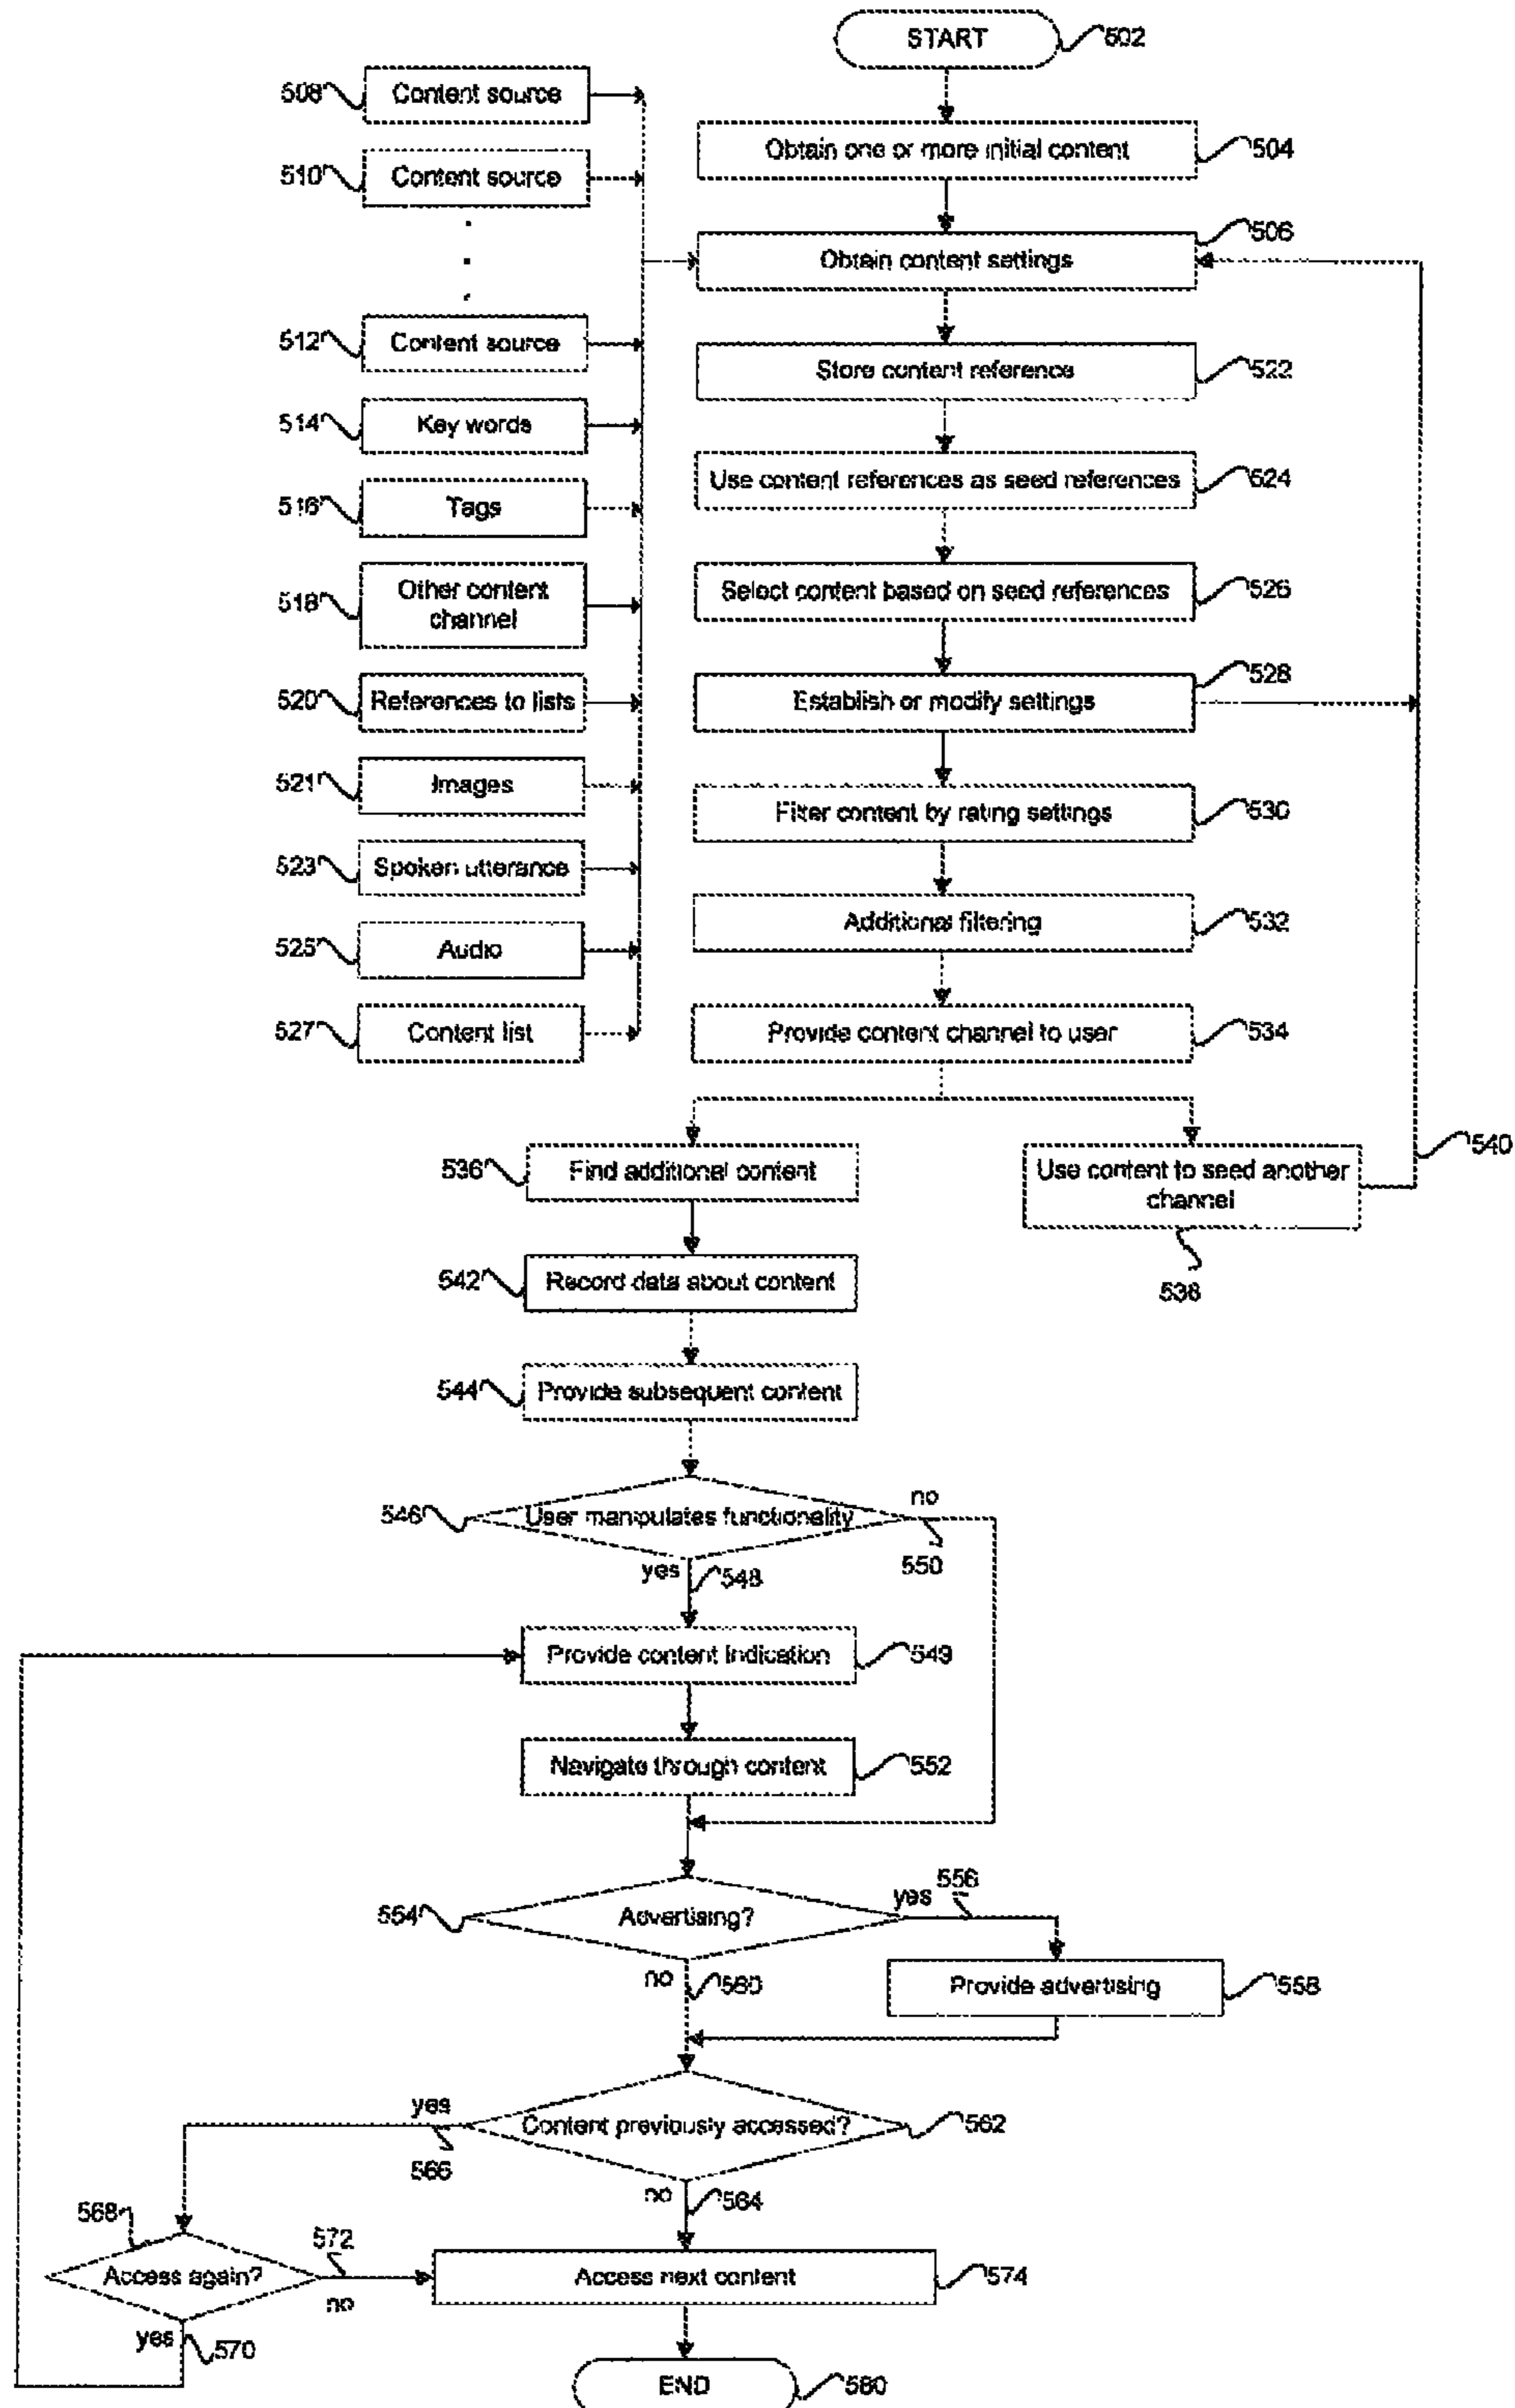 START
502
508
Content source
Obtain one or more initial content
504
510
Content source
506
Obtain content settings
512
Content source
Store content reference
522
514
Key words
Use content references as seed references
524
516
Tags
518
Other content
channel
Select content based on seed references
526
528
520
References to lists
Establish or modify settings
521
Images
Filter content by rating settings
530
523
Spoken utterance
Additional filtering
532
525
Audio
527
Content list
Provide content channel to user
534
536
Find additional content
Use content to seed another
channel
540
538
542
Record data about content
544
Provide subsequent content
546
User manipulates functionality
no
550
yes
548
Provide content indication
549
Navigate through content
552
554
Advertising?
yes
556
no
560
Provide advertising
558
yes
Content previously accessed?
562
566
no
564
568
Access again?
572
no
Access next content
574
yes
570
END
580